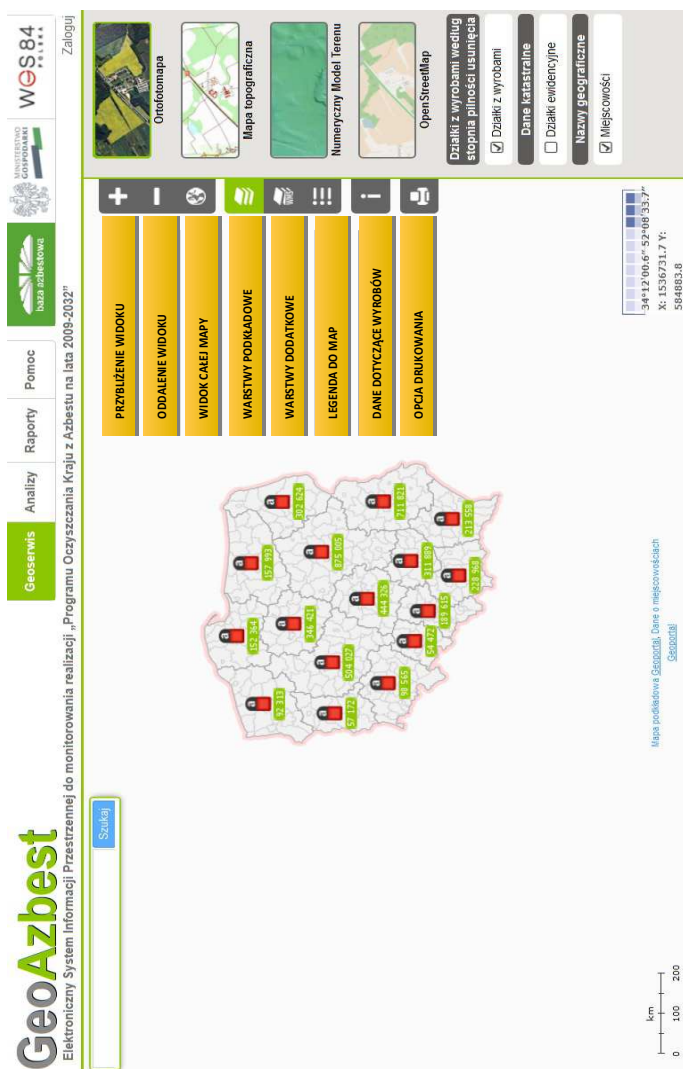 GeoAzbest
Elektroniczny System Informacji Przestrzennej do monitorowania realizacji „Programu Oczyszczania Kraju z Azbestu na lata 2009-2032”
Geoserwis
Analizy
Raporty
Pomoc
baza azbestowa
MINISTERSTWO
GOSPODARKI
WGS84
POLSKA
Zaloguj
Szukaj
92 313
152 364
157 993
302 624
57 172
504 027
346 421
875 005
90 565
444 326
711 821
54 472
189 615
311 889
228 468
213 558
PRZYBLIŻENIE WIDOKU
ODDALENIE WIDOKU
WIDOK CAŁEJ MAPY
WARSTWY PODKŁADOWE
WARSTWY DODATKOWE
LEGENDA DO MAP
DANE DOTYCZĄCE WYROBÓW
OPCJA DRUKOWANIA
Ortofotomapa
Mapa topograficzna
Numeryczny Model Terenu
OpenStreetMap
Działki z wyrobami według
stopnia pilności usunięcia
Działki z wyrobami
Dane katastralne
Działki ewidencyjne
Nazwy geograficzne
Miejscowości
km
0 100 200
Mapa podkładowa Geoportal, Dane o miejscowościach
Geoportal
34°12'00.6" 52°08'33.7"
X: 1536731.7 Y:
584883.8